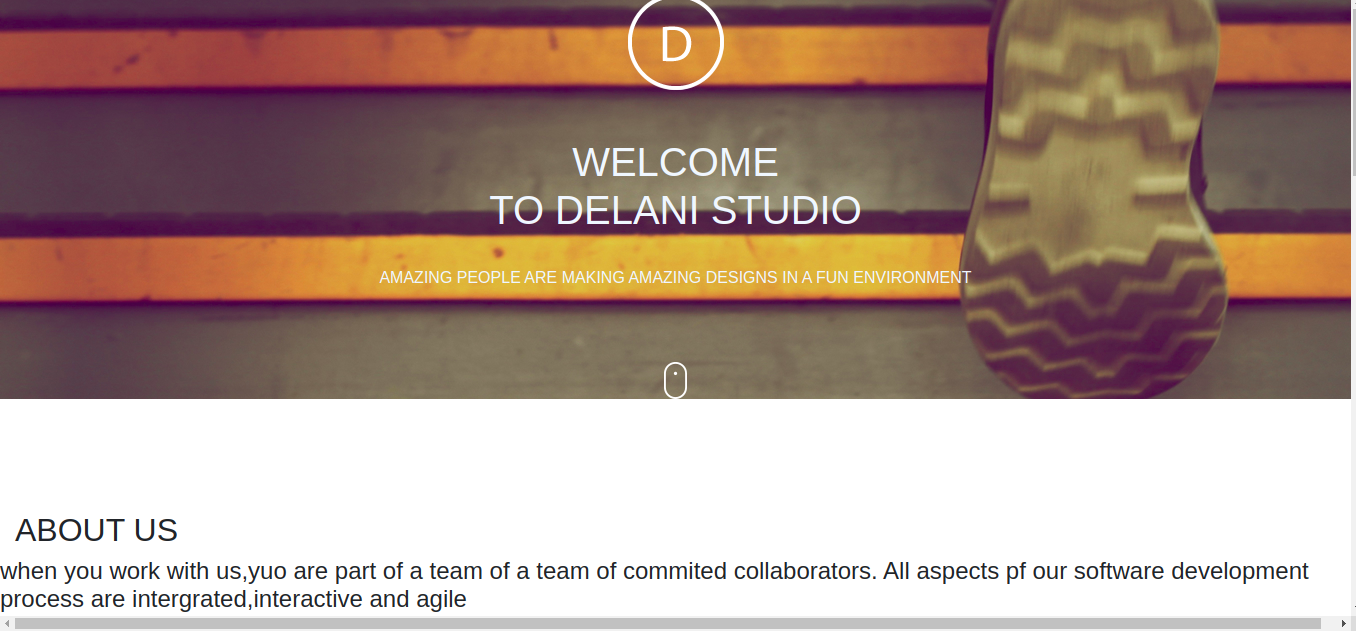 D
WELCOME
TO DELANI STUDIO
AMAZING PEOPLE ARE MAKING AMAZING DESIGNS IN A FUN ENVIRONMENT
ABOUT US
when you work with us,yuo are part of a team of a team of commited collaborators. All aspects pf our software development
process are intergrated,interactive and agile